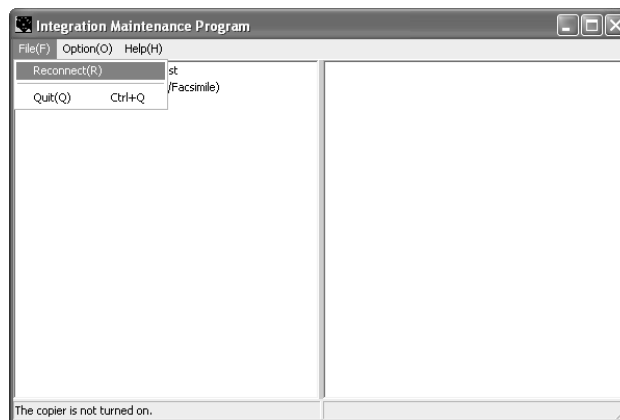 Integration Maintenance Program
File(F) Option(O) Help(H)
Reconnect(R)
st
Quit(Q) Ctrl+Q
/Facsimile)
The copier is not turned on.